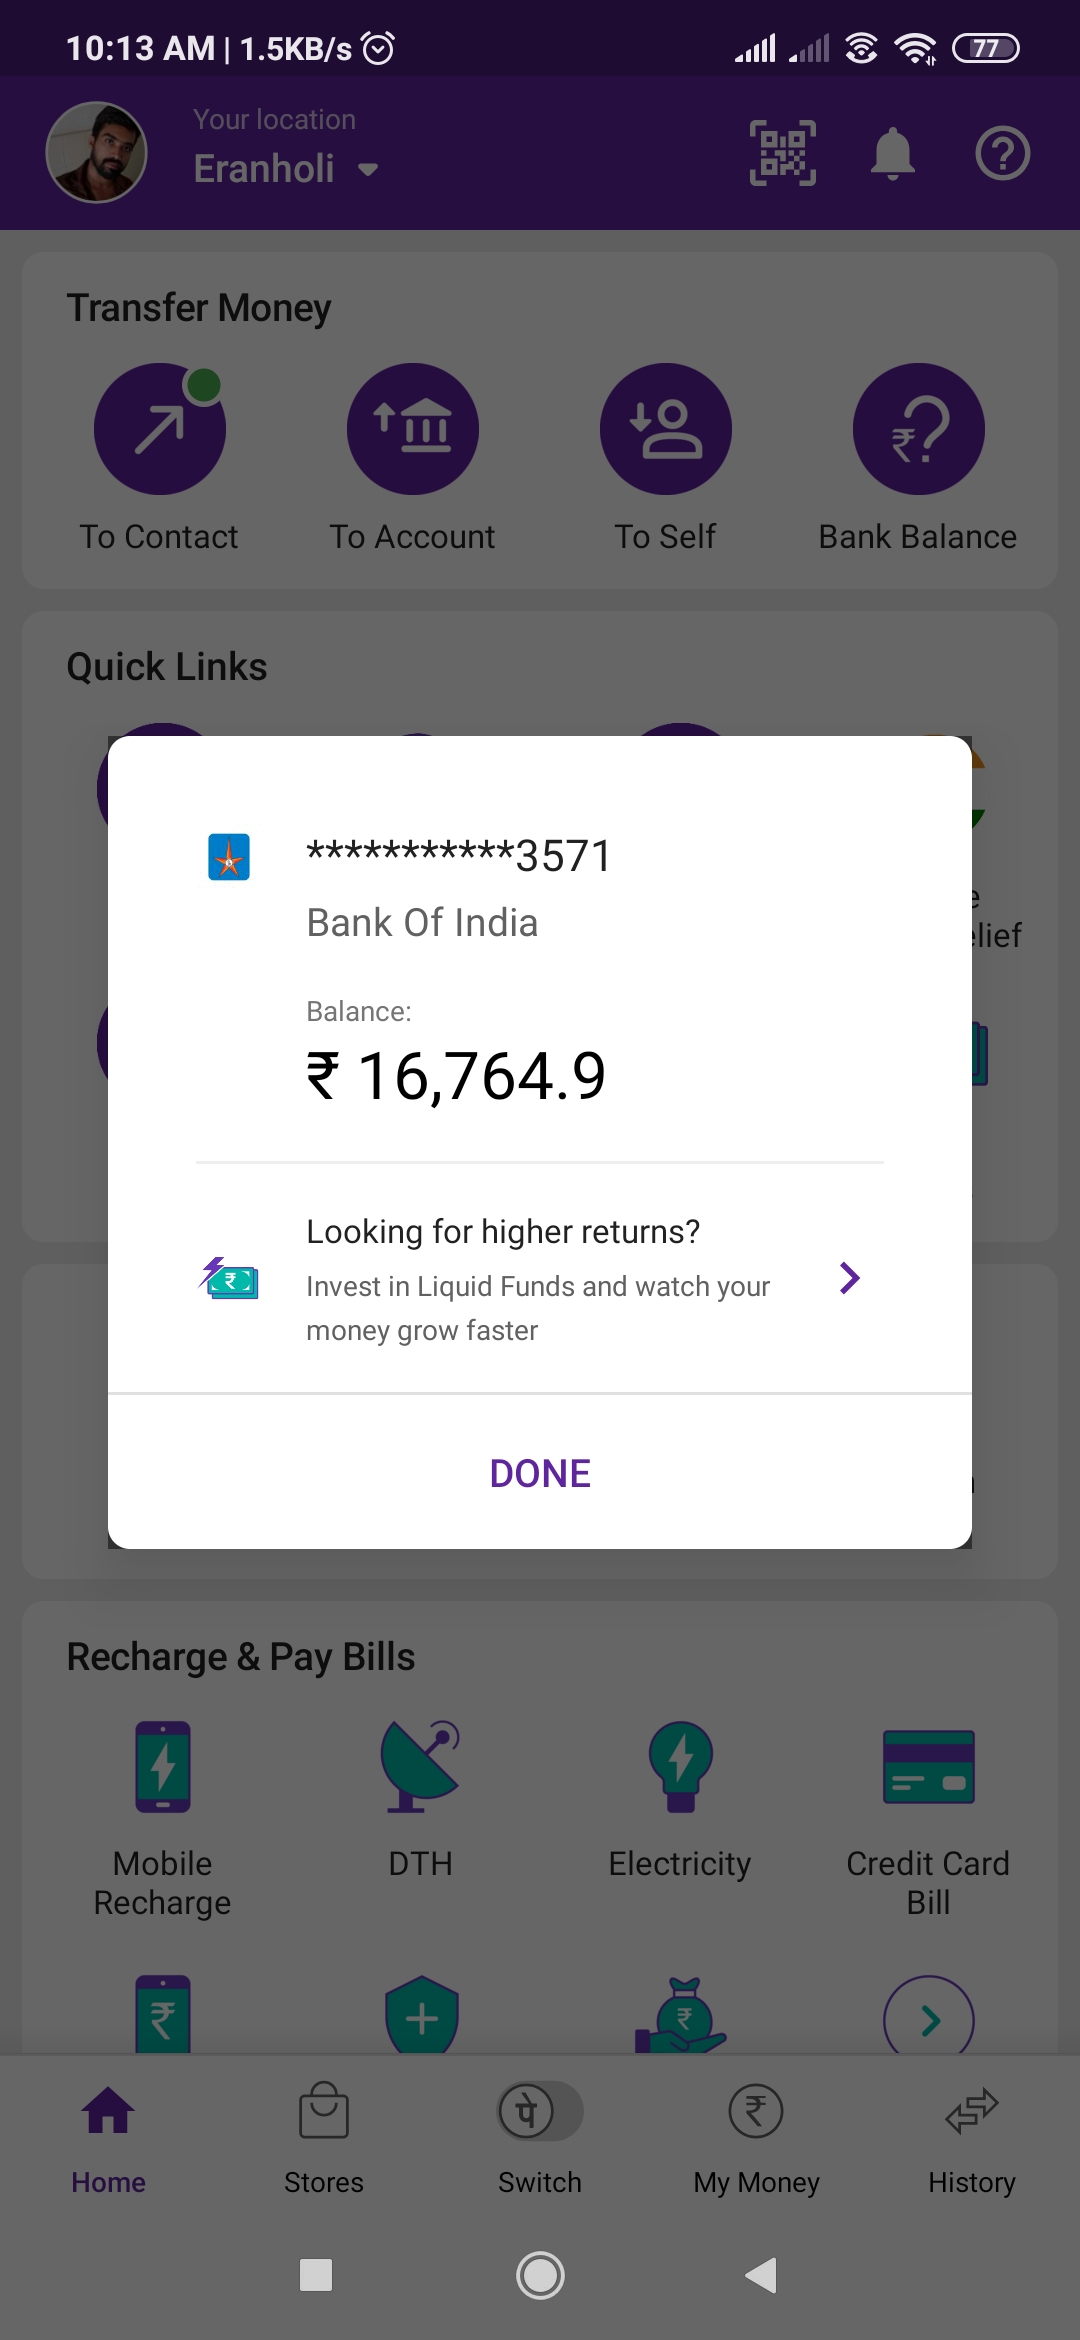 10:13 AM | 1.5KB/s
77
Your location
Eranholi
Transfer Money
To Contact
To Account
To Self
₹?
Bank Balance
Quick Links
elief
***********3571
Bank Of India
Balance:
₹ 16,764.9
Looking for higher returns?
₹
Invest in Liquid Funds and watch your
money grow faster
DONE
Recharge & Pay Bills
Mobile
Recharge
DTH
Electricity
Credit Card
Bill
₹
₹
पे
₹
Home
Stores
Switch
My Money
History